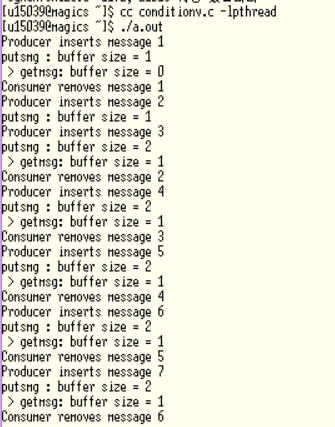 [u15039@magics ~]$ cc conditionv.c -lpthread
[u15039@magics ~]$ ./a.out
Producer inserts message 1
putsmg : buffer size = 1
> getmsg: buffer size = 0
Consumer removes message 1
Producer inserts message 2
putsmg : buffer size = 1
Producer inserts message 3
putsmg : buffer size = 2
> getmsg: buffer size = 1
Consumer removes message 2
Producer inserts message 4
putsmg : buffer size = 2
> getmsg: buffer size = 1
Consumer removes message 3
Producer inserts message 5
putsmg : buffer size = 2
> getmsg: buffer size = 1
Consumer removes message 4
Producer inserts message 6
putsmg : buffer size = 2
> getmsg: buffer size = 1
Consumer removes message 5
Producer inserts message 7
putsmg : buffer size = 2
> getmsg: buffer size = 1
Consumer removes message 6